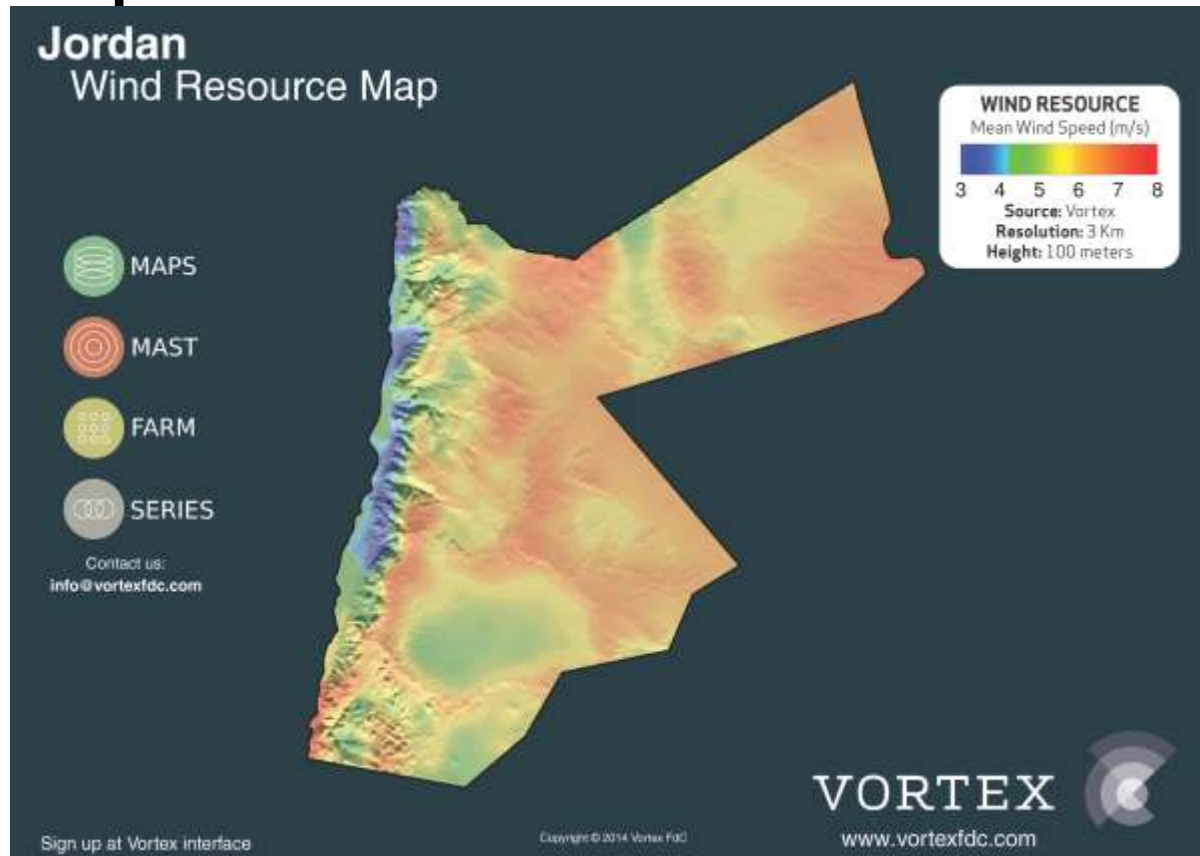 Jordan
Wind Resource Map
WIND RESOURCE
Mean Wind Speed (m/s)
3 4 5 6 7 8
Source: Vortex
Resolution: 3 Km
Height: 100 meters
MAPS
MAST
FARM
SERIES
Contact us:
info@vortexfdc.com
VORTEX
www.vortexfdc.com
Copyright © 2014 Vortex FdC
Sign up at Vortex interface